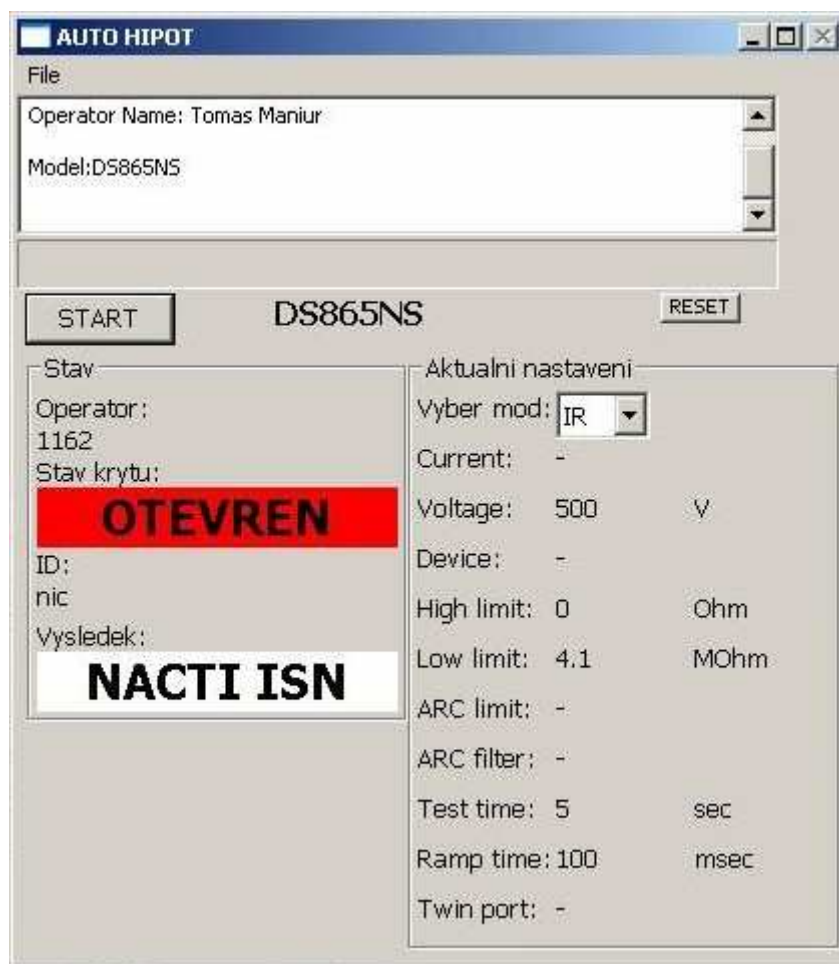 AUTO HIPOT
File
Operator Name: Tomas Maniur
Model:DS865NS
START
DS865NS
RESET
Stav
Operator:
1162
Stav krytu:
OTEVREN
ID:
nic
Vysledek:
NACTI ISN
Aktualni nastaveni
Vyber mod: IR
Current: -
Voltage: 500 V
Device: -
High limit: 0 Ohm
Low limit: 4.1 MOhm
ARC limit: -
ARC filter: -
Test time: 5 sec
Ramp time: 100 msec
Twin port: -